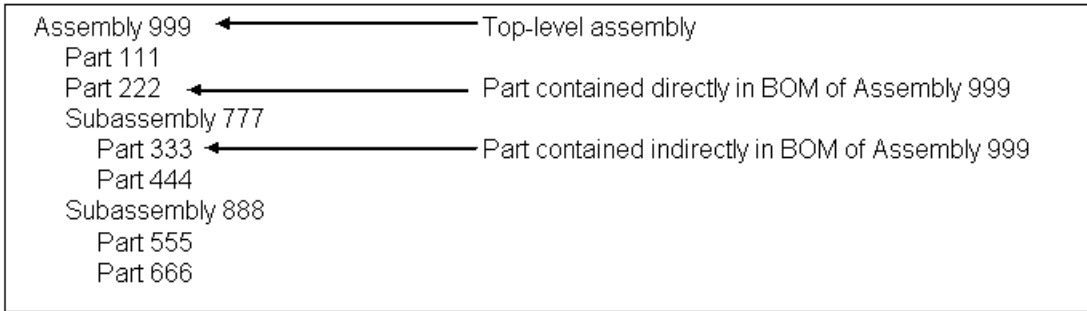 Assembly 999 Top-level assembly
Part 111
Part 222 Part contained directly in BOM of Assembly 999
Subassembly 777
Part 333 Part contained indirectly in BOM of Assembly 999
Part 444
Subassembly 888
Part 555
Part 666